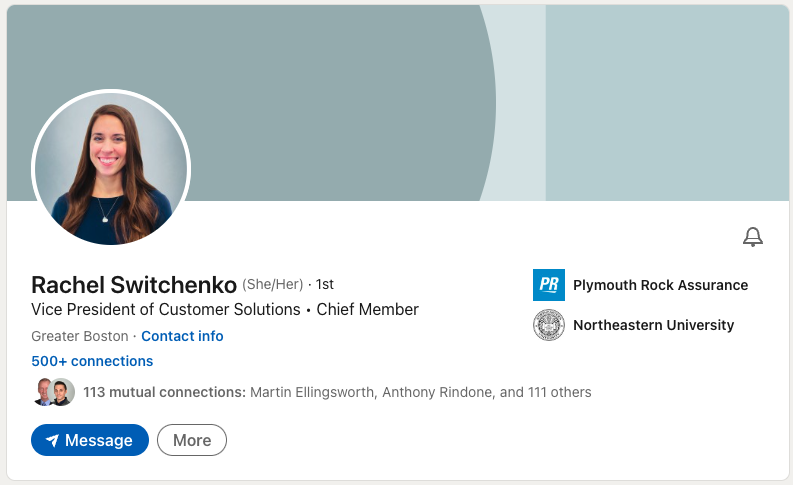 Rachel Switchenko (She/Her) · 1st
Vice President of Customer Solutions • Chief Member
Greater Boston · Contact info
500+ connections
113 mutual connections: Martin Ellingsworth, Anthony Rindone, and 111 others
Message
More
PR
Plymouth Rock Assurance
Northeastern University